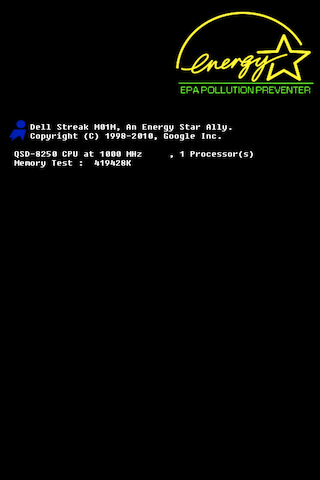 energy
EPA POLLUTION PREVENTER
Dell Streak M01M, An Energy Star Ally.
Copyright (C) 1998-2010, Google Inc.
QSD-8250 CPU at 1000 MHz , 1 Processor(s)
Memory Test : 419428K